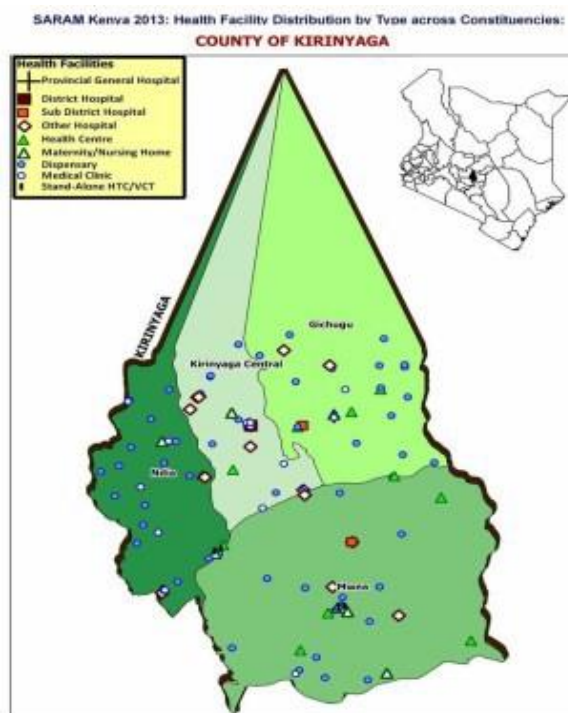 SARAM Kenya 2013: Health Facility Distribution by Type across Constituencies:
COUNTY OF KIRINYAGA
Health Facilities
Provincial General Hospital
District Hospital
Sub District Hospital
Other Hospital
Health Centre
Maternity/Nursing Home
Dispensary
Medical Clinic
Stand-Alone HTC/VCT
KIRINYAGA
Gichugu
Kirinyaga Central
Ndia
Mwea